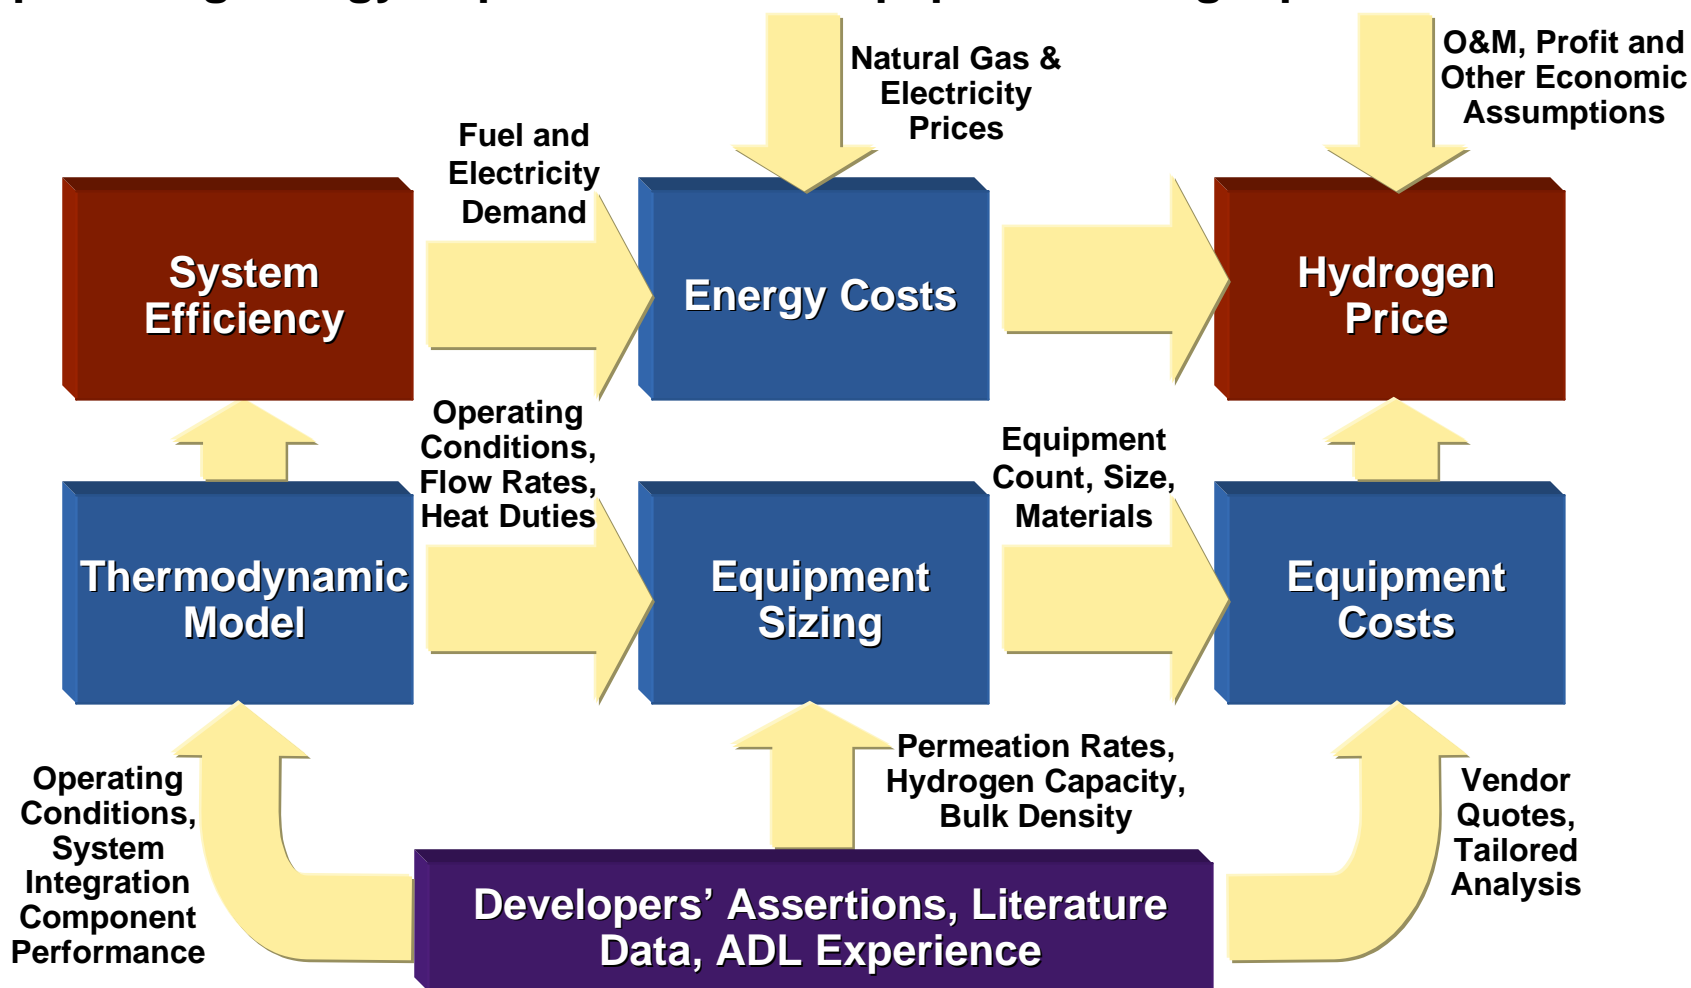 Natural Gas &
Electricity
Prices
O&M, Profit and
Other Economic
Assumptions
Fuel and
Electricity
Demand
System
Efficiency
Energy Costs
Hydrogen
Price
Operating
Conditions,
Flow Rates,
Heat Duties
Equipment
Count, Size,
Materials
Thermodynamic
Model
Equipment
Sizing
Equipment
Costs
Operating
Conditions,
System
Integration
Component
Performance
Permeation Rates,
Hydrogen Capacity,
Bulk Density
Vendor
Quotes,
Tailored
Analysis
Developers’ Assertions, Literature
Data, ADL Experience